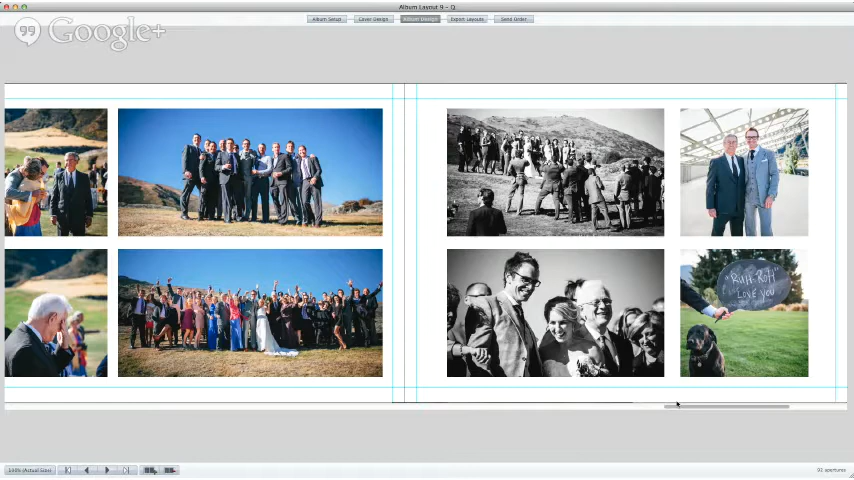 Album Layout 9 - Q.
Album Setup
Cover Design
Album Design
Export Layouts
Send Order
Google+
"RUH-ROH"
LOVE YOU
100% (Actual Size)
92 apertures